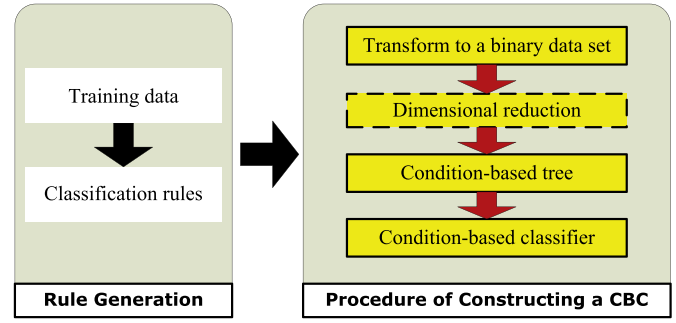 Training data
Classification rules
Rule Generation
Transform to a binary data set
Dimensional reduction
Condition-based tree
Condition-based classifier
Procedure of Constructing a CBC